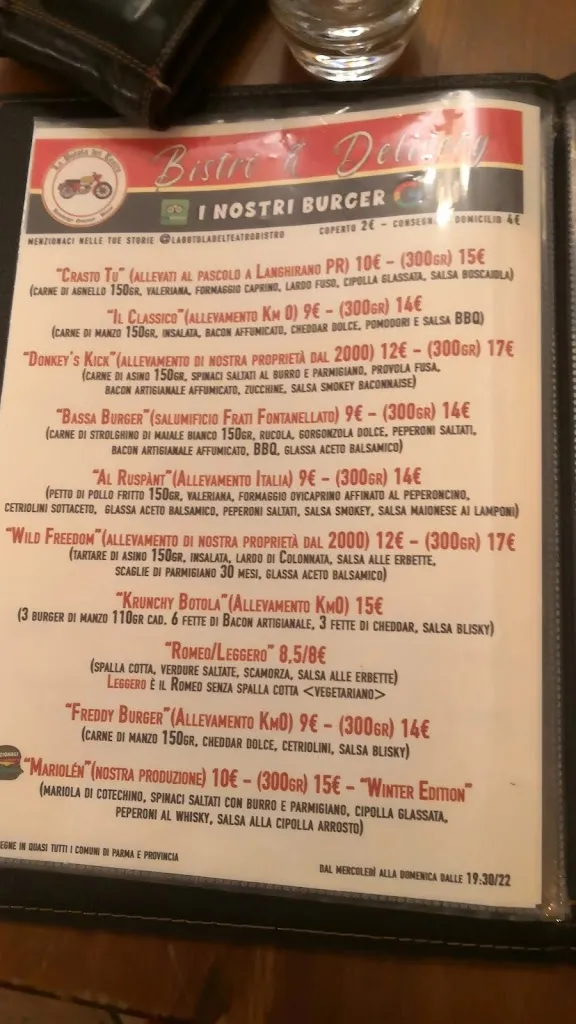 La Botola del Teatro
Bistrò & Delivery
I NOSTRI BURGER
MENZIONACI NELLE TUE STORIE @LABOTOLADELTEATROBISTRO COPERTO 2€ - CONSEGNA DOMICILIO 4€
"CRASTO TU" (ALLEVATI AL PASCOLO A LANGHIRANO PR) 10€ - (300GR) 15€
(CARNE DI AGNELLO 150GR, VALERIANA, FORMAGGIO CAPRINO, LARDO FUSO, CIPOLLA GLASSATA, SALSA BOSCAIOLA)
"IL CLASSICO"(ALLEVAMENTO KM 0) 9€ - (300GR) 14€
(CARNE DI MANZO 150GR, INSALATA, BACON AFFUMICATO, CHEDDAR DOLCE, POMODORI E SALSA BBQ)
"DONKEY'S KICK"(ALLEVAMENTO DI NOSTRA PROPRIETÀ DAL 2000) 12€ - (300GR) 17€
(CARNE DI ASINO 150GR, SPINACI SALTATI AL BURRO E PARMIGIANO, PROVOLA FUSA,
BACON ARTIGIANALE AFFUMICATO, ZUCCHINE, SALSA SMOKEY BACONNAISE)
"BASSA BURGER"(SALUMIFICIO FRATI FONTANELLATO) 9€ - (300GR) 14€
(CARNE DI STROLGHINO DI MAIALE BIANCO 150GR, RUCOLA, GORGONZOLA DOLCE, PEPERONI SALTATI,
BACON ARTIGIANALE AFFUMICATO, BBQ, GLASSA ACETO BALSAMICO)
"AL RUSPÀNT"(ALLEVAMENTO ITALIA) 9€ - (300GR) 14€
(PETTO DI POLLO FRITTO 150GR, VALERIANA, FORMAGGIO OVICAPRINO AFFINATO AL PEPERONCINO,
CETRIOLINI SOTTACETO, GLASSA ACETO BALSAMICO, PEPERONI SALTATI, SALSA SMOKEY, SALSA MAIONESE AI LAMPONI)
"WILD FREEDOM"(ALLEVAMENTO DI NOSTRA PROPRIETÀ DAL 2000) 12€ - (300GR) 17€
(TARTARE DI ASINO 150GR, INSALATA, LARDO DI COLONNATA, SALSA ALLE ERBETTE,
SCAGLIE DI PARMIGIANO 30 MESI, GLASSA ACETO BALSAMICO)
"KRUNCHY BOTOLA"(ALLEVAMENTO KM0) 15€
(3 BURGER DI MANZO 110GR CAD. 6 FETTE DI BACON ARTIGIANALE, 3 FETTE DI CHEDDAR, SALSA BLISKY)
"ROMEO/LEGGERO" 8,5/8€
(SPALLA COTTA, VERDURE SALTATE, SCAMORZA, SALSA ALLE ERBETTE)
LEGGERO È IL ROMEO SENZA SPALLA COTTA <VEGETARIANO>
"FREDDY BURGER"(ALLEVAMENTO KM0) 9€ - (300GR) 14€
(CARNE DI MANZO 150GR, CHEDDAR DOLCE, CETRIOLINI, SALSA BLISKY)
"MARIOLÉN"(NOSTRA PRODUZIONE) 10€ - (300GR) 15€ - "WINTER EDITION"
(MARIOLA DI COTECHINO, SPINACI SALTATI CON BURRO E PARMIGIANO, CIPOLLA GLASSATA,
PEPERONI AL WHISKY, SALSA ALLA CIPOLLA ARROSTO)
EGNE IN QUASI TUTTI I COMUNI DI PARMA E PROVINCIA
DAL MERCOLEDÌ ALLA DOMENICA DALLE 19:30/22